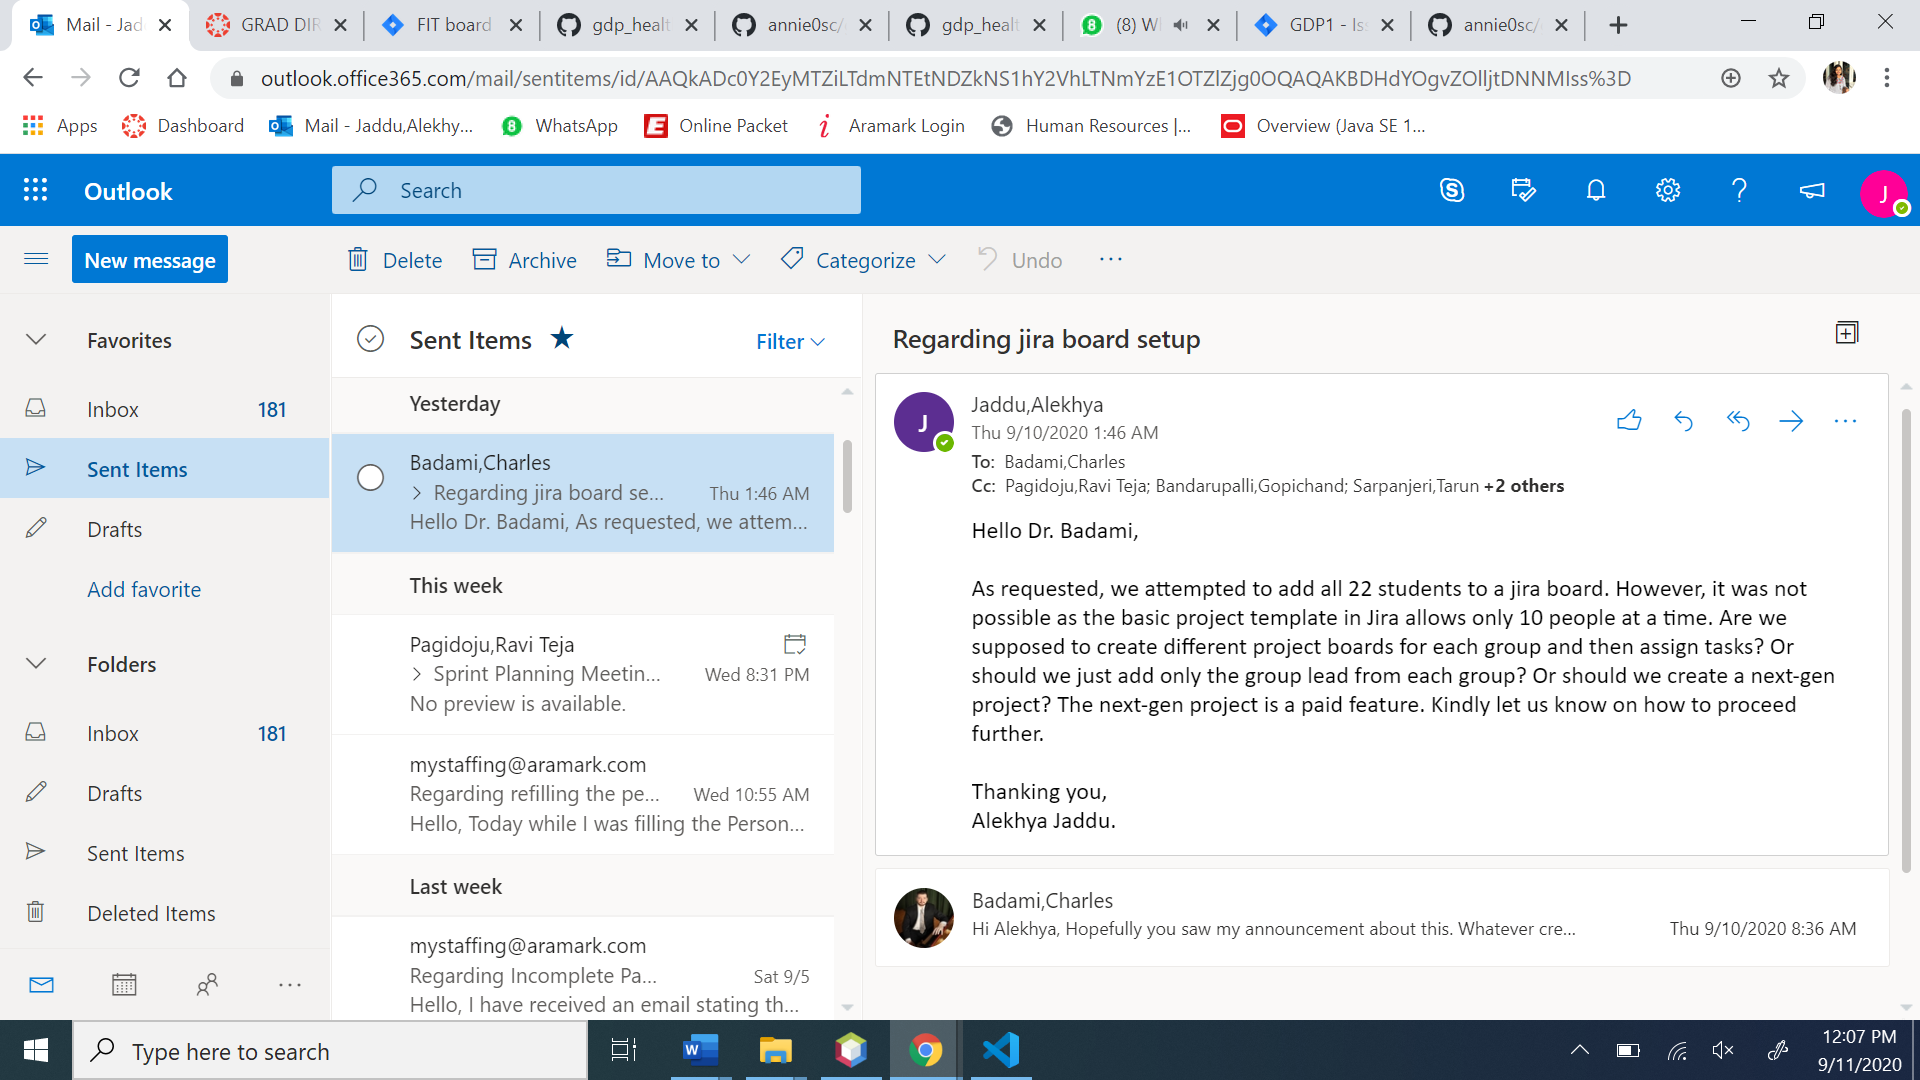 Mail - Jad
GRAD DIR
FIT board
gdp_healt
annie0sc/
gdp_healt
8
(8) W
GDP1 - Is
annie0sc/
outlook.office365.com/mail/sentitems/id/AAQkADc0Y2EyMTZiLTdmNTEtNDZkNS1hY2VhLTNmYzE1OTZlZjg0OQAQAKBDHdYOgvZOlljtDNNMIss%3D
Apps
Dashboard
Mail - Jaddu,Alekhy...
8
WhatsApp
Online Packet
Aramark Login
Human Resources |...
Overview (Java SE 1...
Outlook
Search
J
New message
Delete
Archive
Move to
Categorize
Undo
Favorites
Inbox 181
Sent Items
Drafts
Add favorite
Folders
Inbox 181
Drafts
Sent Items
Deleted Items
Sent Items
Filter
Yesterday
Badami,Charles
Regarding jira board se... Thu 1:46 AM
Hello Dr. Badami, As requested, we attem...
This week
Pagidoju,Ravi Teja
Sprint Planning Meetin... Wed 8:31 PM
No preview is available.
mystaffing@aramark.com
Regarding refilling the pe... Wed 10:55 AM
Hello, Today while I was filling the Person...
Last week
mystaffing@aramark.com
Regarding Incomplete Pa... Sat 9/5
Hello, I have received an email stating th...
Regarding jira board setup
J
Jaddu,Alekhya
Thu 9/10/2020 1:46 AM
To: Badami,Charles
Cc: Pagidoju,Ravi Teja; Bandarupalli,Gopichand; Sarpanjeri,Tarun +2 others
Hello Dr. Badami,
As requested, we attempted to add all 22 students to a jira board. However, it was not
possible as the basic project template in Jira allows only 10 people at a time. Are we
supposed to create different project boards for each group and then assign tasks? Or
should we just add only the group lead from each group? Or should we create a next-gen
project? The next-gen project is a paid feature. Kindly let us know on how to proceed
further.
Thanking you,
Alekhya Jaddu.
Badami,Charles
Hi Alekhya, Hopefully you saw my announcement about this. Whatever cre... Thu 9/10/2020 8:36 AM
Type here to search
12:07 PM
9/11/2020